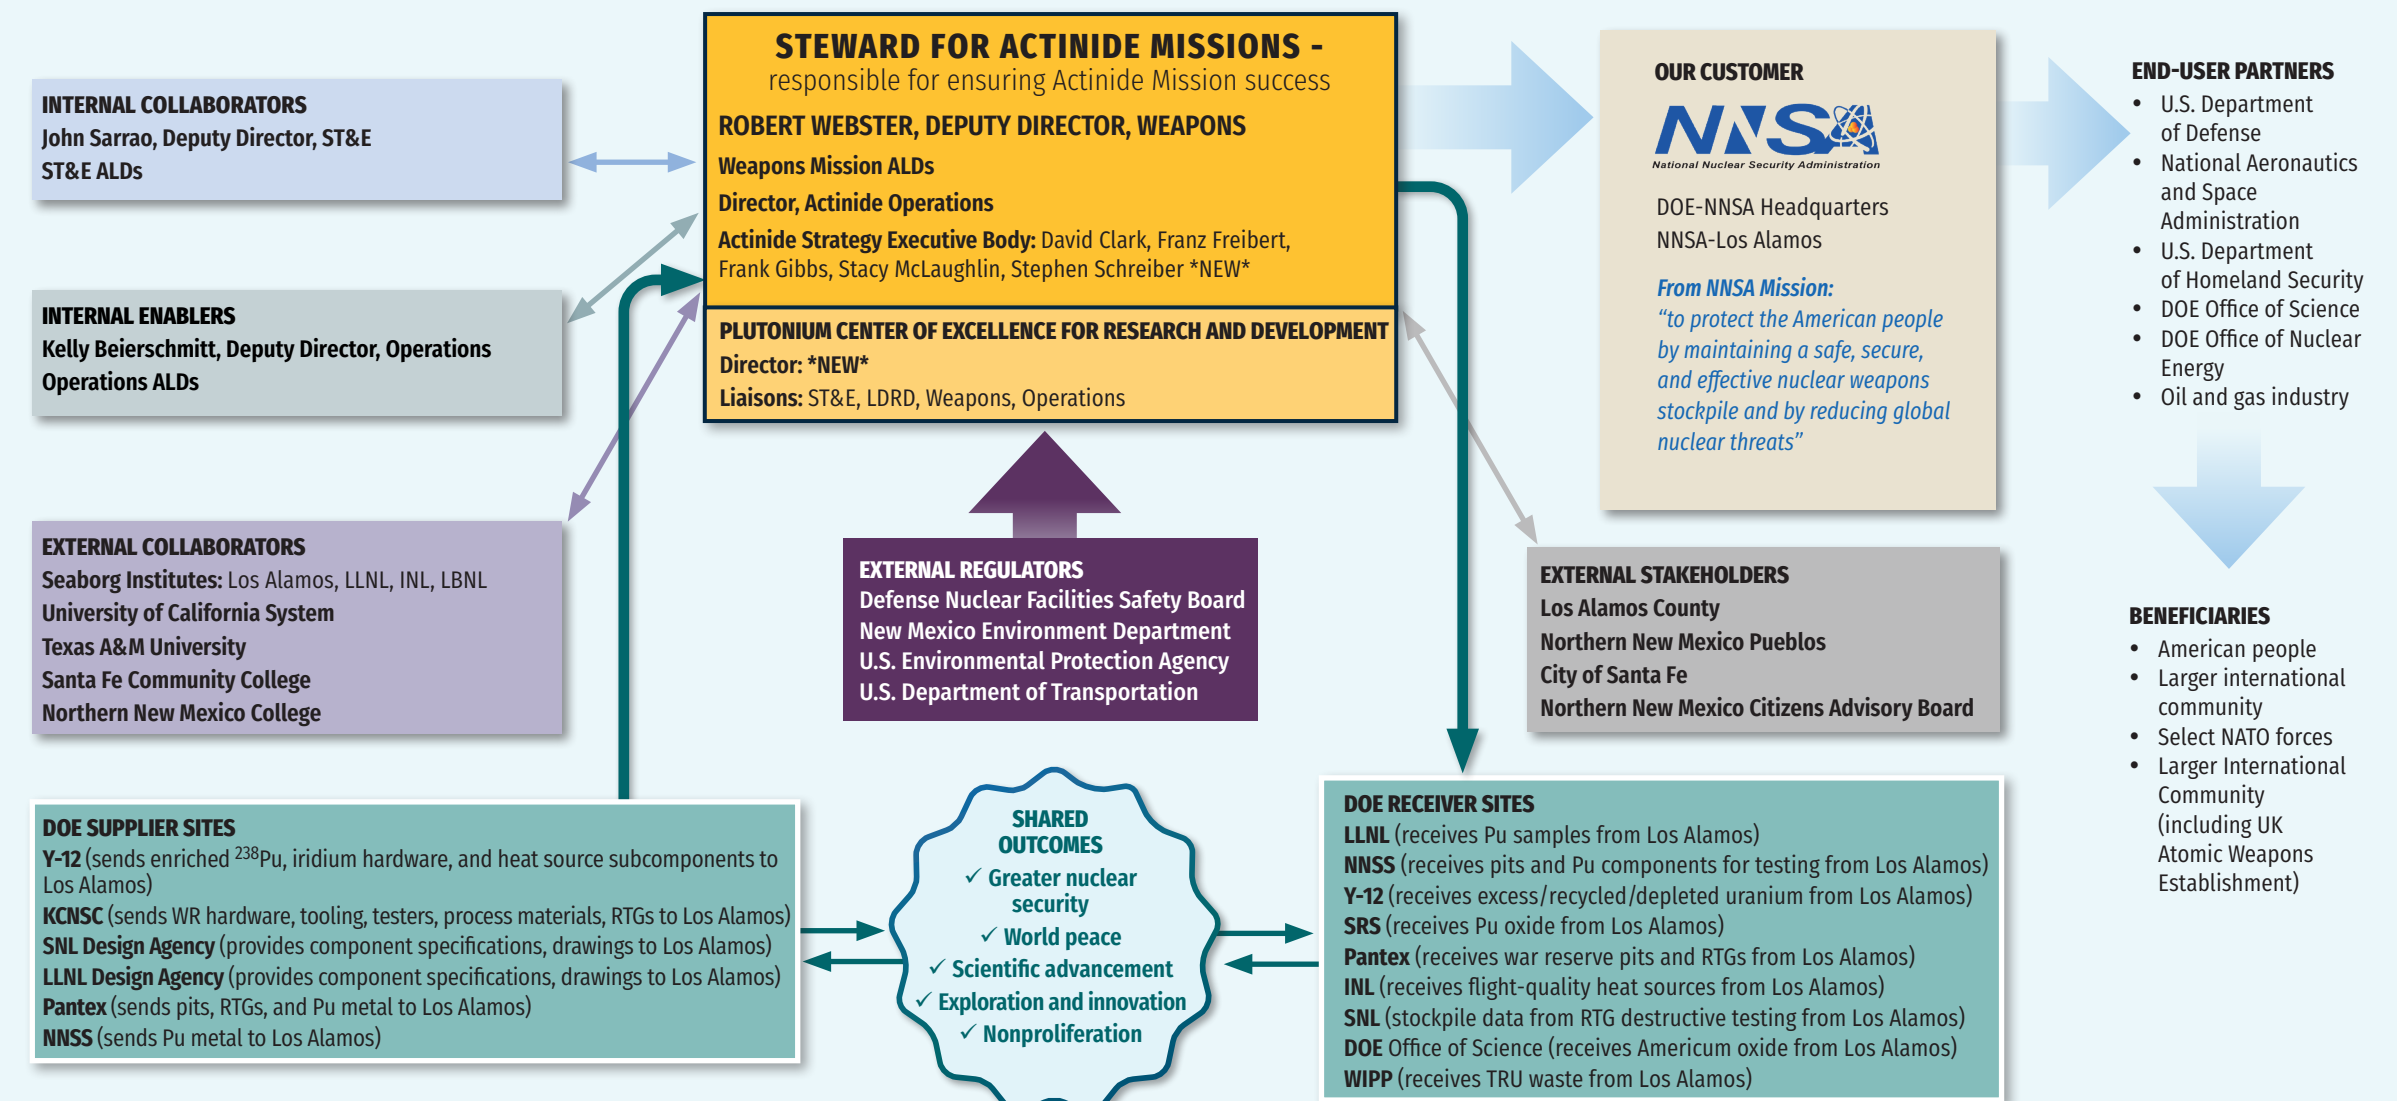 STEWARD FOR ACTINIDE MISSIONS -
responsible for ensuring Actinide Mission success
ROBERT WEBSTER, DEPUTY DIRECTOR, WEAPONS
Weapons Mission ALDs
Director, Actinide Operations
Actinide Strategy Executive Body: David Clark, Franz Freibert,
Frank Gibbs, Stacy McLaughlin, Stephen Schreiber *NEW*
PLUTONIUM CENTER OF EXCELLENCE FOR RESEARCH AND DEVELOPMENT
Director: *NEW*
Liaisons: ST&E, LDRD, Weapons, Operations
INTERNAL COLLABORATORS
John Sarrao, Deputy Director, ST&E
ST&E ALDs
INTERNAL ENABLERS
Kelly Beierschmitt, Deputy Director, Operations
Operations ALDs
EXTERNAL COLLABORATORS
Seaborg Institutes: Los Alamos, LLNL, INL, LBNL
University of California System
Texas A&M University
Santa Fe Community College
Northern New Mexico College
EXTERNAL REGULATORS
Defense Nuclear Facilities Safety Board
New Mexico Environment Department
U.S. Environmental Protection Agency
U.S. Department of Transportation
OUR CUSTOMER
NNSA
National Nuclear Security Administration
DOE-NNSA Headquarters
NNSA-Los Alamos
From NNSA Mission:
“to protect the American people
by maintaining a safe, secure,
and effective nuclear weapons
stockpile and by reducing global
nuclear threats”
EXTERNAL STAKEHOLDERS
Los Alamos County
Northern New Mexico Pueblos
City of Santa Fe
Northern New Mexico Citizens Advisory Board
END-USER PARTNERS
• U.S. Department
of Defense
• National Aeronautics
and Space
Administration
• U.S. Department
of Homeland Security
• DOE Office of Science
• DOE Office of Nuclear
Energy
• Oil and gas industry
BENEFICIARIES
• American people
• Larger international
community
• Select NATO forces
• Larger International
Community
(including UK
Atomic Weapons
Establishment)
DOE SUPPLIER SITES
Y-12 (sends enriched ²³⁸Pu, iridium hardware, and heat source subcomponents to
Los Alamos)
KCNSC (sends WR hardware, tooling, testers, process materials, RTGs to Los Alamos)
SNL Design Agency (provides component specifications, drawings to Los Alamos)
LLNL Design Agency (provides component specifications, drawings to Los Alamos)
Pantex (sends pits, RTGs, and Pu metal to Los Alamos)
NNSS (sends Pu metal to Los Alamos)
SHARED
OUTCOMES
✓ Greater nuclear
security
✓ World peace
✓ Scientific advancement
✓ Exploration and innovation
✓ Nonproliferation
DOE RECEIVER SITES
LLNL (receives Pu samples from Los Alamos)
NNSS (receives pits and Pu components for testing from Los Alamos)
Y-12 (receives excess/recycled/depleted uranium from Los Alamos)
SRS (receives Pu oxide from Los Alamos)
Pantex (receives war reserve pits and RTGs from Los Alamos)
INL (receives flight-quality heat sources from Los Alamos)
SNL (stockpile data from RTG destructive testing from Los Alamos)
DOE Office of Science (receives Americum oxide from Los Alamos)
WIPP (receives TRU waste from Los Alamos)